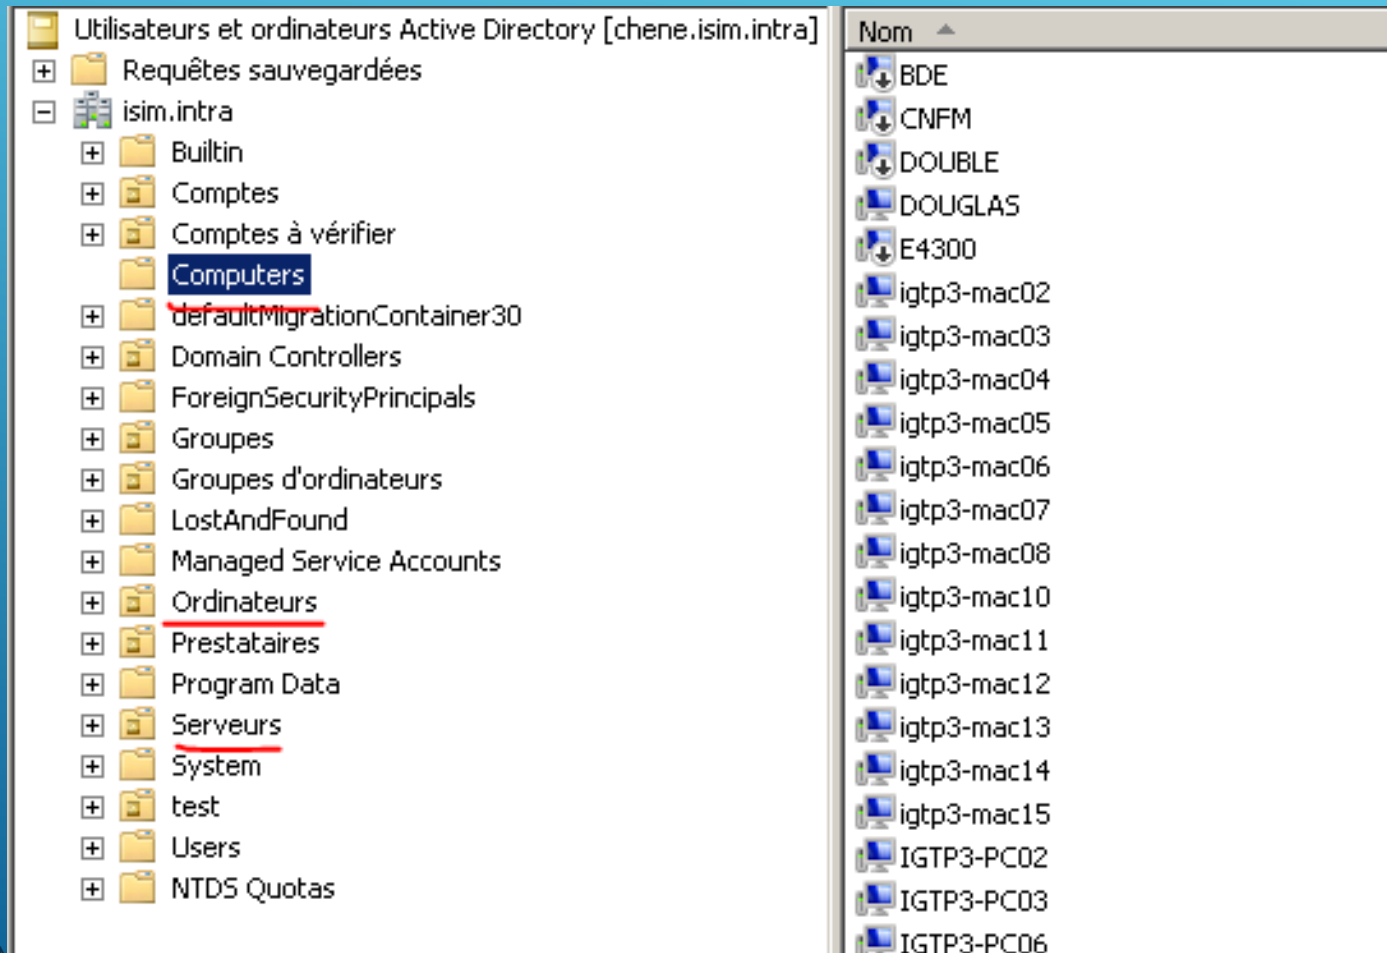 Utilisateurs et ordinateurs Active Directory [chene.isim.intra]
Requêtes sauvegardées
isim.intra
Builtin
Comptes
Comptes à vérifier
Computers
defaultMigrationContainer30
Domain Controllers
ForeignSecurityPrincipals
Groupes
Groupes d'ordinateurs
LostAndFound
Managed Service Accounts
Ordinateurs
Prestataires
Program Data
Serveurs
System
test
Users
NTDS Quotas
Nom
BDE
CNFM
DOUBLE
DOUGLAS
E4300
igtp3-mac02
igtp3-mac03
igtp3-mac04
igtp3-mac05
igtp3-mac06
igtp3-mac07
igtp3-mac08
igtp3-mac10
igtp3-mac11
igtp3-mac12
igtp3-mac13
igtp3-mac14
igtp3-mac15
IGTP3-PC02
IGTP3-PC03
IGTP3-PC06